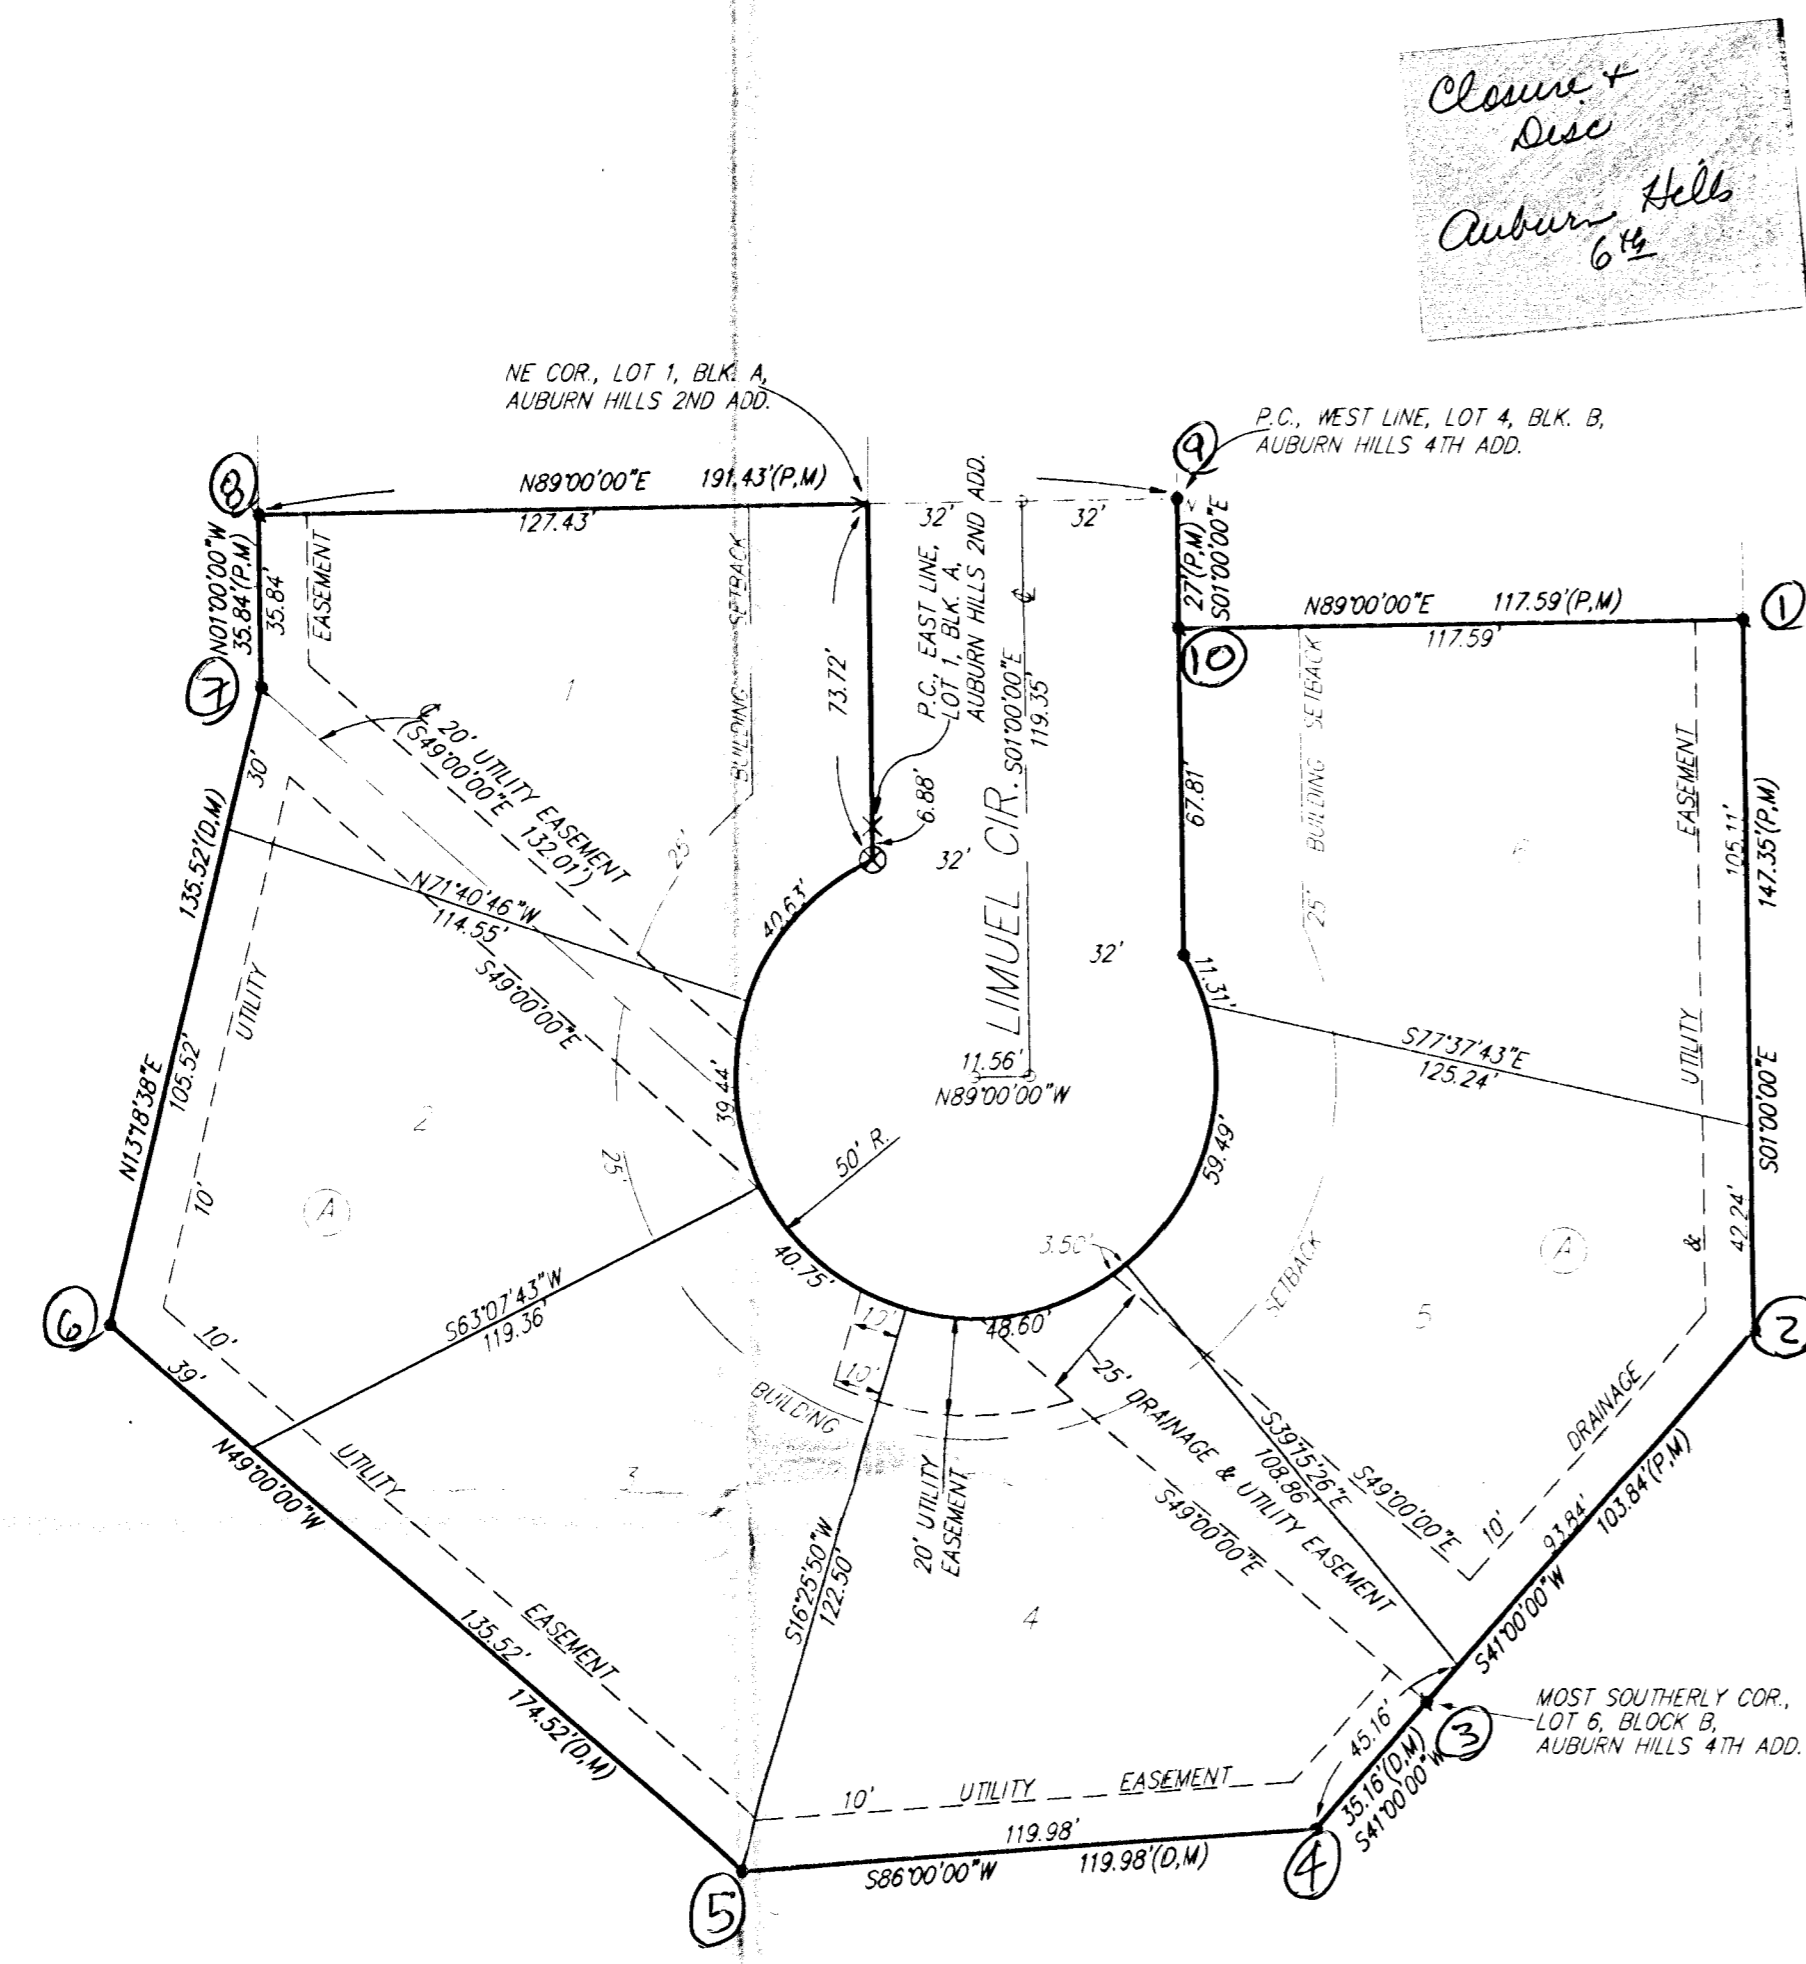 Closure +
Disc
Auburn Hills
6th
NE COR., LOT 1, BLK. A,
AUBURN HILLS 2ND ADD.
P.C., WEST LINE, LOT 4, BLK. B,
AUBURN HILLS 4TH ADD.
8
9
N89°00'00"E 191.43'(P,M)
127.43'
32'
32'
N01°00'00"W
35.84'(P,M)
35.84'
EASEMENT
BUILDING SETBACK
73.72'
P.C., EAST LINE,
LOT 1, BLK. A,
AUBURN HILLS 2ND ADD.
S01°00'00"E
119.35'
27'(P,M)
S01°00'00"E
N89°00'00"E 117.59'(P,M)
117.59'
1
10
7
1
30'
℄ 20' UTILITY EASEMENT
(S49°00'00"E 132.01')
25'
6.88'
32'
67.81'
25' BUILDING SETBACK
6
EASEMENT
105.11'
147.35'(P,M)
135.52'(D,M)
N71°40'46"W
114.55'
40.63'
S49°00'00"E
LIMUEL CIR.
32'
11.31'
S77°37'43"E
125.24'
UTILITY
UTILITY
S01°00'00"E
N13°18'38"E
105.52'
10'
2
A
25'
39.44'
11.56'
N89°00'00"W
50' R.
59.49'
42.24'
&
A
5
SETBACK
3.50'
40.75'
6
10'
39'
S63°07'43"W
119.36'
10'
10'
48.60'
2
BUILDING
25' DRAINAGE & UTILITY EASEMENT
S39°15'26"E
108.86'
S49°00'00"E
S49°00'00"E
DRAINAGE
10'
93.84'
103.84'(P,M)
S41°00'00"W
N49°00'00"W
UTILITY
3
20' UTILITY
EASEMENT
S16°25'50"W
122.50'
4
135.52'
EASEMENT
174.52'(D,M)
45.16'
3
MOST SOUTHERLY COR.,
LOT 6, BLOCK B,
AUBURN HILLS 4TH ADD.
35.16'(D,M)
S41°00'00"W
10' UTILITY EASEMENT
119.98'
S86°00'00"W 119.98'(D,M)
4
5